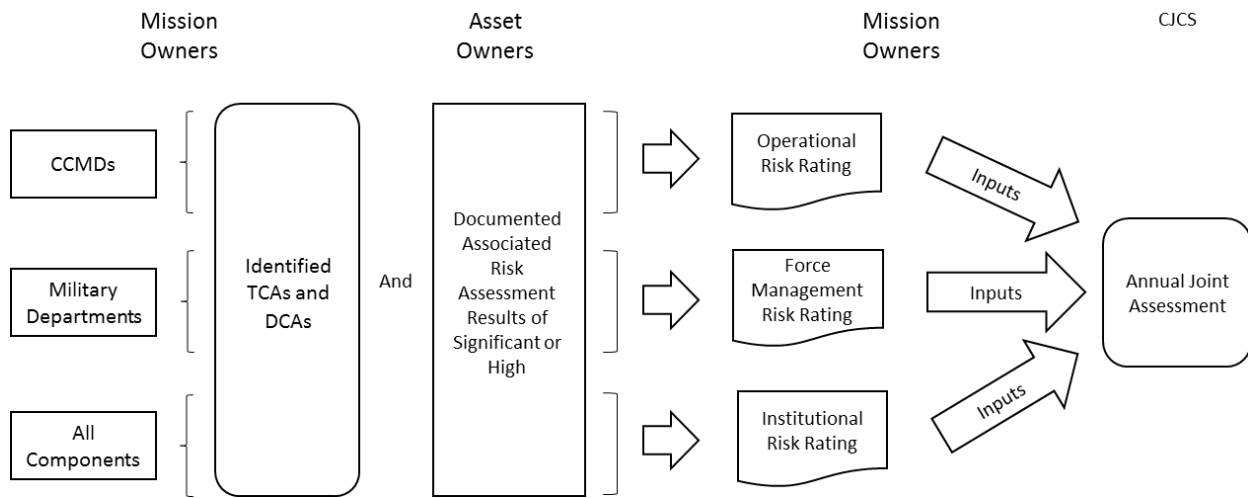 Mission
Owners
Asset
Owners
Mission
Owners
CJCS
CCMDs
Military
Departments
All
Components
Identified
TCAs and
DCAs
And
Documented
Associated
Risk
Assessment
Results of
Significant or
High
Operational
Risk Rating
Force
Management
Risk Rating
Institutional
Risk Rating
Inputs
Inputs
Inputs
Annual Joint
Assessment